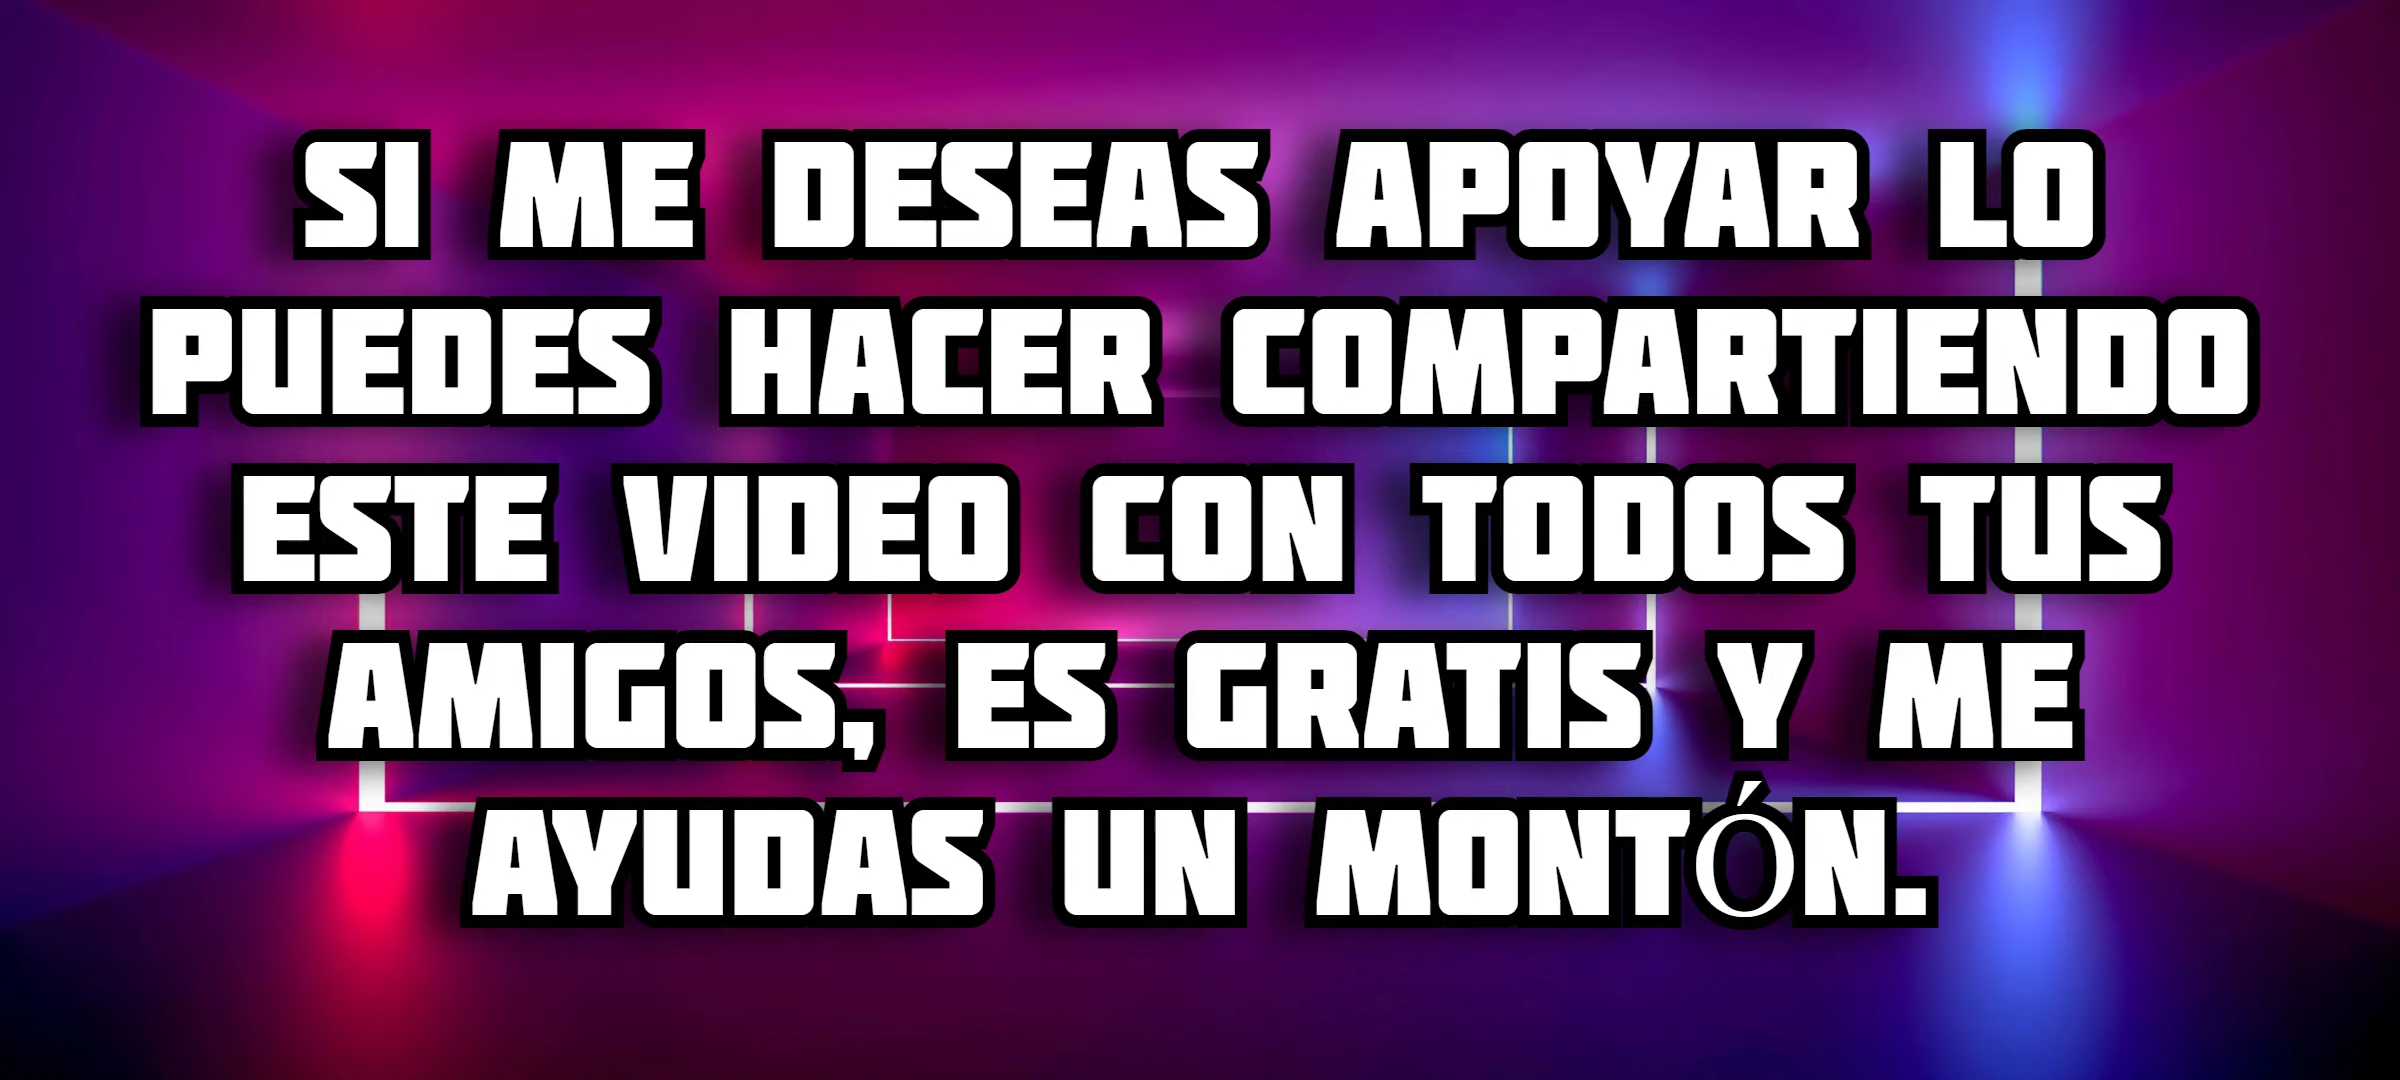 SI ME DESEAS APOYAR LO
PUEDES HACER COMPARTIENDO
ESTE VIDEO CON TODOS TUS
AMIGOS, ES GRATIS Y ME
AYUDAS UN MONTÓN.